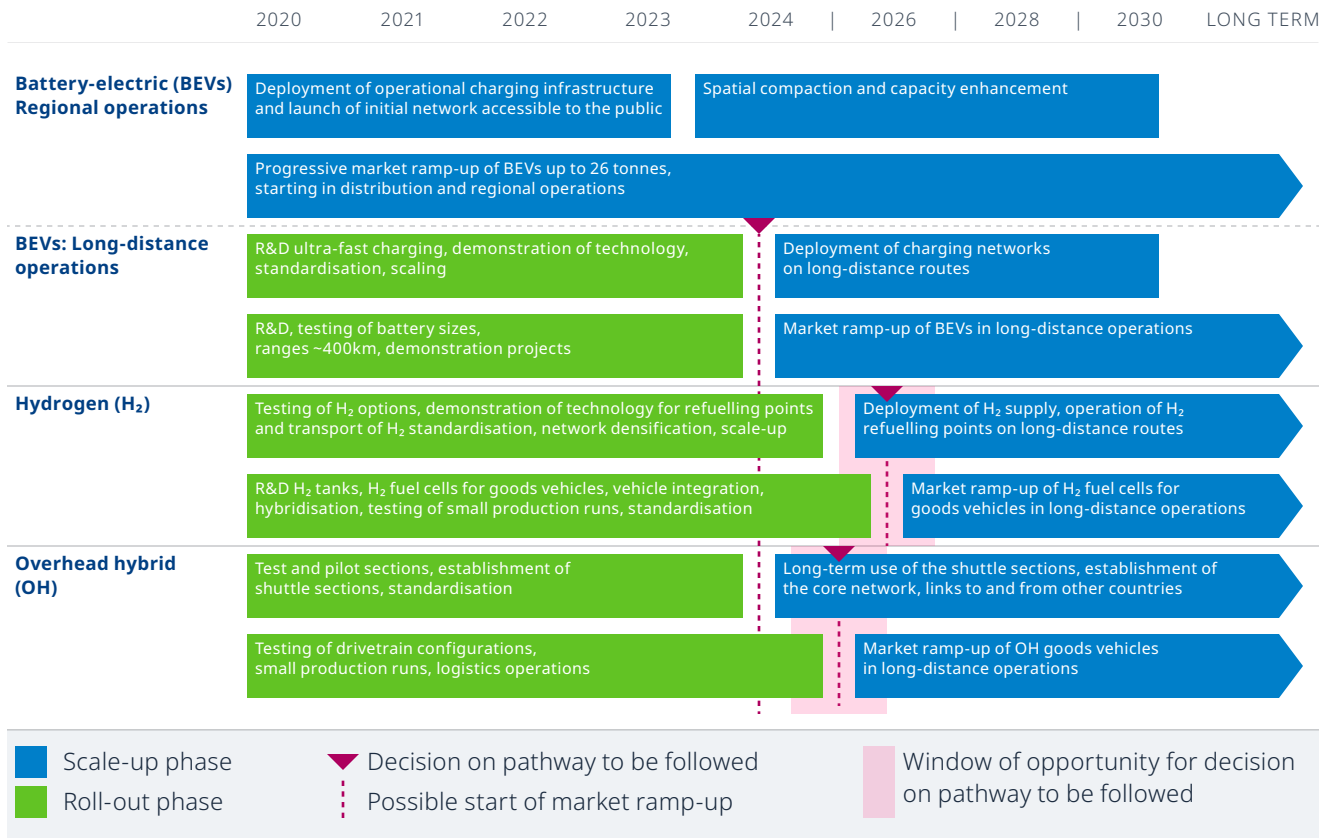 2020 2021 2022 2023 2024 | 2026 | 2028 | 2030 LONG TERM
Battery-electric (BEVs)
Regional operations
Deployment of operational charging infrastructure
and launch of initial network accessible to the public
Spatial compaction and capacity enhancement
Progressive market ramp-up of BEVs up to 26 tonnes,
starting in distribution and regional operations
BEVs: Long-distance
operations
R&D ultra-fast charging, demonstration of technology,
standardisation, scaling
Deployment of charging networks
on long-distance routes
R&D, testing of battery sizes,
ranges ~400km, demonstration projects
Market ramp-up of BEVs in long-distance operations
Hydrogen (H₂)
Testing of H₂ options, demonstration of technology for refuelling points
and transport of H₂ standardisation, network densification, scale-up
Deployment of H₂ supply, operation of H₂
refuelling points on long-distance routes
R&D H₂ tanks, H₂ fuel cells for goods vehicles, vehicle integration,
hybridisation, testing of small production runs, standardisation
Market ramp-up of H₂ fuel cells for
goods vehicles in long-distance operations
Overhead hybrid
(OH)
Test and pilot sections, establishment of
shuttle sections, standardisation
Long-term use of the shuttle sections, establishment of
the core network, links to and from other countries
Testing of drivetrain configurations,
small production runs, logistics operations
Market ramp-up of OH goods vehicles
in long-distance operations
Scale-up phase
Roll-out phase
Decision on pathway to be followed
Possible start of market ramp-up
Window of opportunity for decision
on pathway to be followed